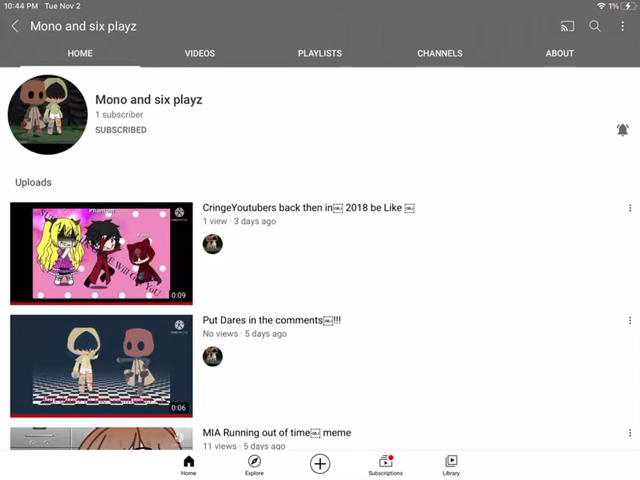 10:44 PM Tue Nov 2
1%
Mono and six playz
HOME VIDEOS PLAYLISTS CHANNELS ABOUT
Mono and six playz
1 subscriber
SUBSCRIBED
Uploads
CringeYoutubers back then in￼ 2018 be Like ￼
1 view · 3 days ago
0:09
Put Dares in the comments￼!!!
No views · 5 days ago
0:06
MIA Running out of time￼ meme
11 views · 5 days ago
Home Explore Subscriptions Library